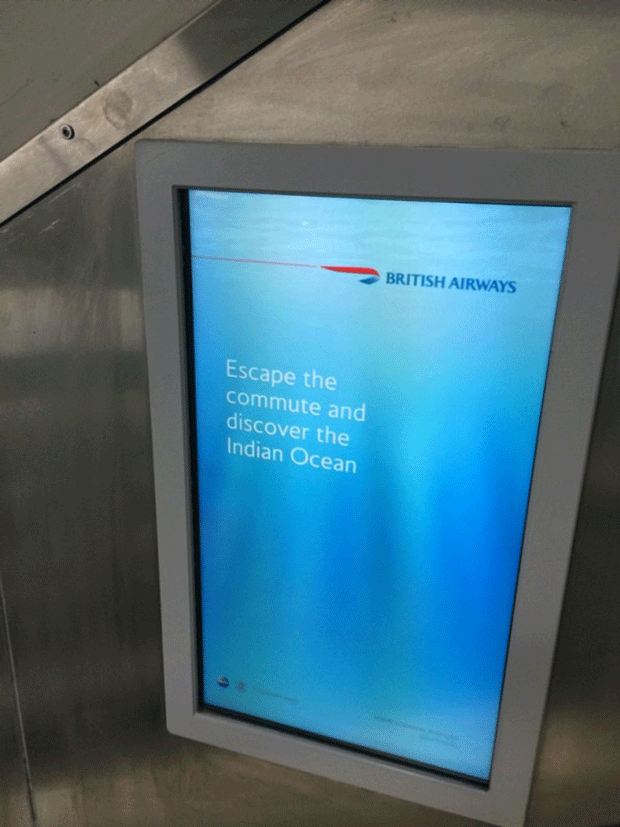 BRITISH AIRWAYS
Escape the
commute and
discover the
Indian Ocean